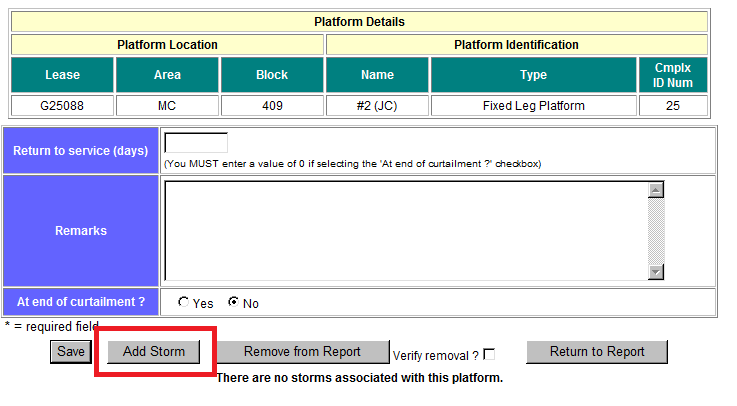 Platform Details
Platform Location Platform Identification
Lease Area Block Name Type Cmplx ID Num
G25088 MC 409 #2 (JC) Fixed Leg Platform 25
Return to service (days)
(You MUST enter a value of 0 if selecting the 'At end of curtailment ?' checkbox)
Remarks
At end of curtailment ? Yes No
* = required field
Save Add Storm Remove from Report Verify removal ? Return to Report
There are no storms associated with this platform.